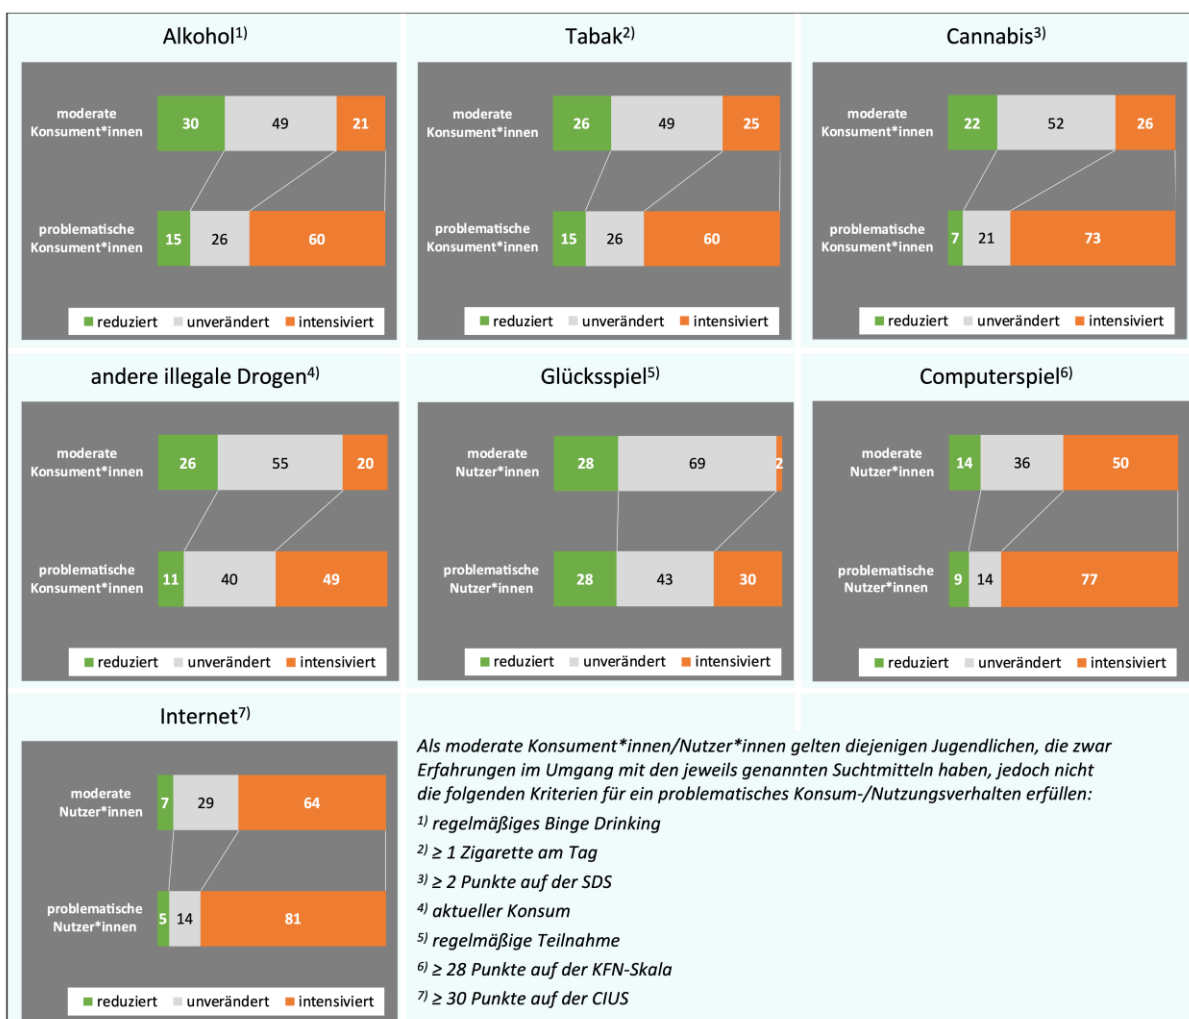 Alkohol1)
moderate
Konsument*innen
30 49 21
problematische
Konsument*innen
15 26 60
reduziert unverändert intensiviert
Tabak2)
moderate
Konsument*innen
26 49 25
problematische
Konsument*innen
15 26 60
reduziert unverändert intensiviert
Cannabis3)
moderate
Konsument*innen
22 52 26
problematische
Konsument*innen
7 21 73
reduziert unverändert intensiviert
andere illegale Drogen4)
moderate
Konsument*innen
26 55 20
problematische
Konsument*innen
11 40 49
reduziert unverändert intensiviert
Glücksspiel5)
moderate
Nutzer*innen
28 69 2
problematische
Nutzer*innen
28 43 30
reduziert unverändert intensiviert
Computerspiel6)
moderate
Nutzer*innen
14 36 50
problematische
Nutzer*innen
9 14 77
reduziert unverändert intensiviert
Internet7)
moderate
Nutzer*innen
7 29 64
problematische
Nutzer*innen
5 14 81
reduziert unverändert intensiviert
Als moderate Konsument*innen/Nutzer*innen gelten diejenigen Jugendlichen, die zwar
Erfahrungen im Umgang mit den jeweils genannten Suchtmitteln haben, jedoch nicht
die folgenden Kriterien für ein problematisches Konsum-/Nutzungsverhalten erfüllen:
1) regelmäßiges Binge Drinking
2) ≥ 1 Zigarette am Tag
3) ≥ 2 Punkte auf der SDS
4) aktueller Konsum
5) regelmäßige Teilnahme
6) ≥ 28 Punkte auf der KFN-Skala
7) ≥ 30 Punkte auf der CIUS